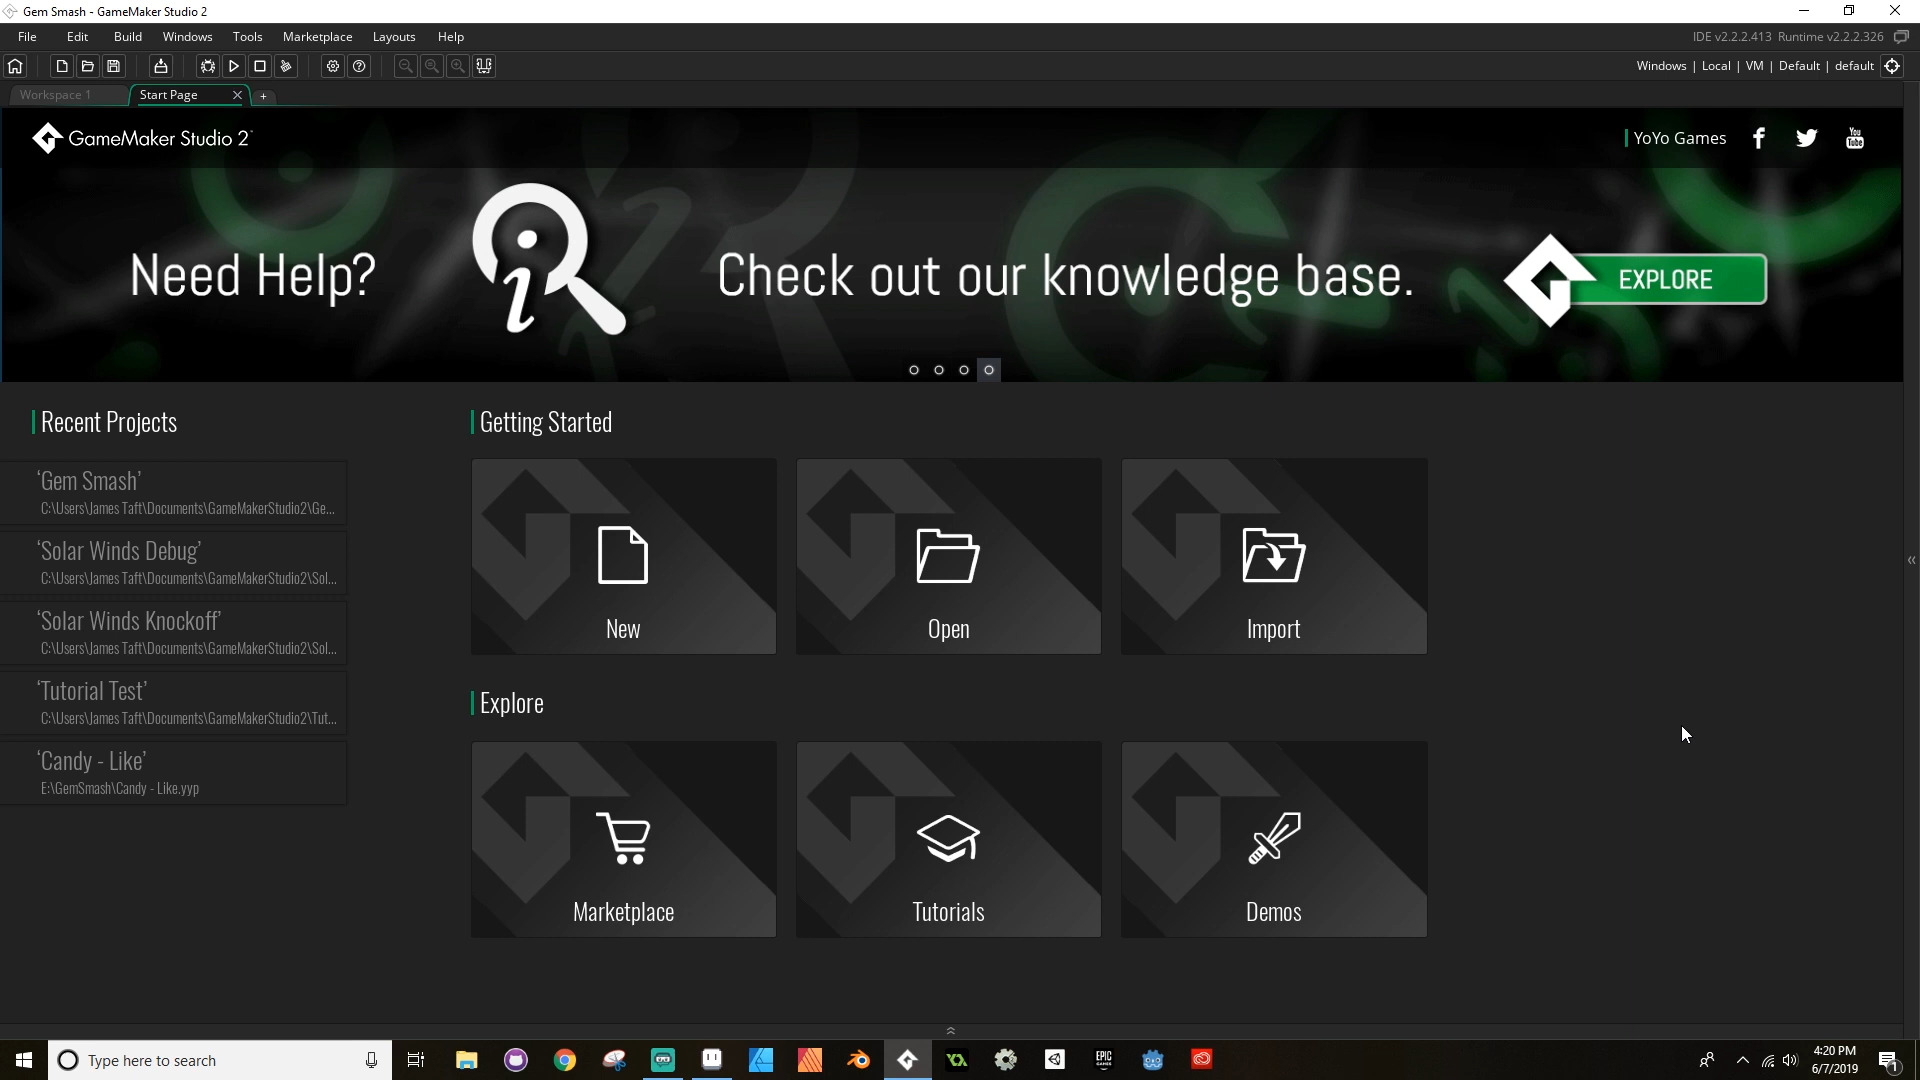 Gem Smash - GameMaker Studio 2
File Edit Build Windows Tools Marketplace Layouts Help
IDE v2.2.2.413 Runtime v2.2.2.326
Windows | Local | VM | Default | default
Workspace 1
Start Page
GameMaker Studio 2
YoYo Games
You Tube
Need Help?
Check out our knowledge base.
EXPLORE
Recent Projects
‘Gem Smash’
C:\Users\James Taft\Documents\GameMakerStudio2\Ge...
‘Solar Winds Debug’
C:\Users\James Taft\Documents\GameMakerStudio2\Sol...
‘Solar Winds Knockoff’
C:\Users\James Taft\Documents\GameMakerStudio2\Sol...
‘Tutorial Test’
C:\Users\James Taft\Documents\GameMakerStudio2\Tut...
‘Candy - Like’
E:\GemSmash\Candy - Like.yyp
Getting Started
New
Open
Import
Explore
Marketplace
Tutorials
Demos
Type here to search
EPIC GAMES
4:20 PM
6/7/2019
1